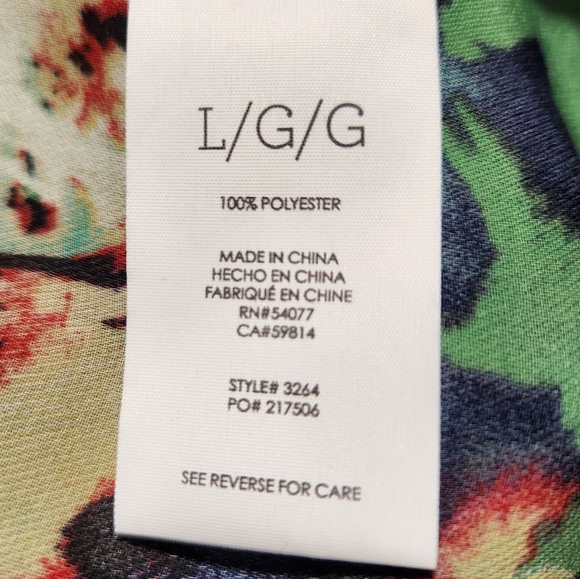 L/G/G
100% POLYESTER
MADE IN CHINA
HECHO EN CHINA
FABRIQUÉ EN CHINE
RN#54077
CA#59814
STYLE# 3264
PO# 217506
SEE REVERSE FOR CARE